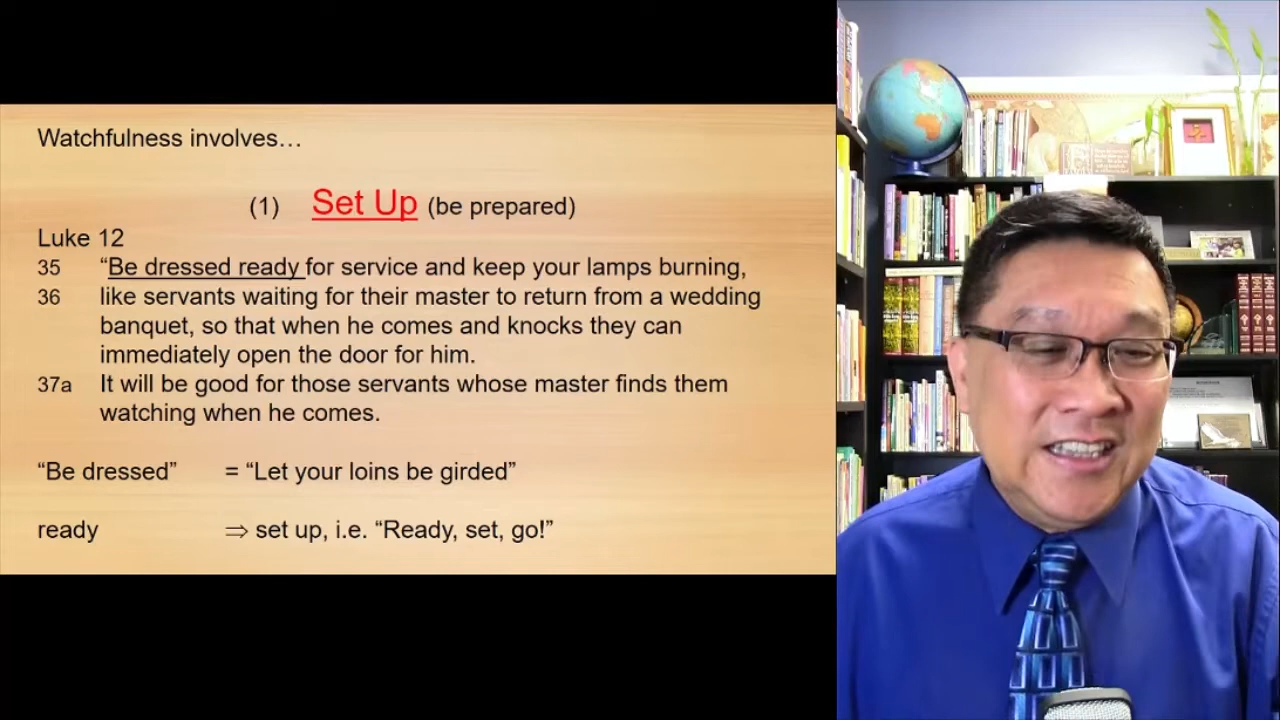 Watchfulness involves…
(1) Set Up (be prepared)
Luke 12
35 “Be dressed ready for service and keep your lamps burning,
36 like servants waiting for their master to return from a wedding
banquet, so that when he comes and knocks they can
immediately open the door for him.
37a It will be good for those servants whose master finds them
watching when he comes.
“Be dressed” = “Let your loins be girded”
ready ⇒ set up, i.e. “Ready, set, go!”